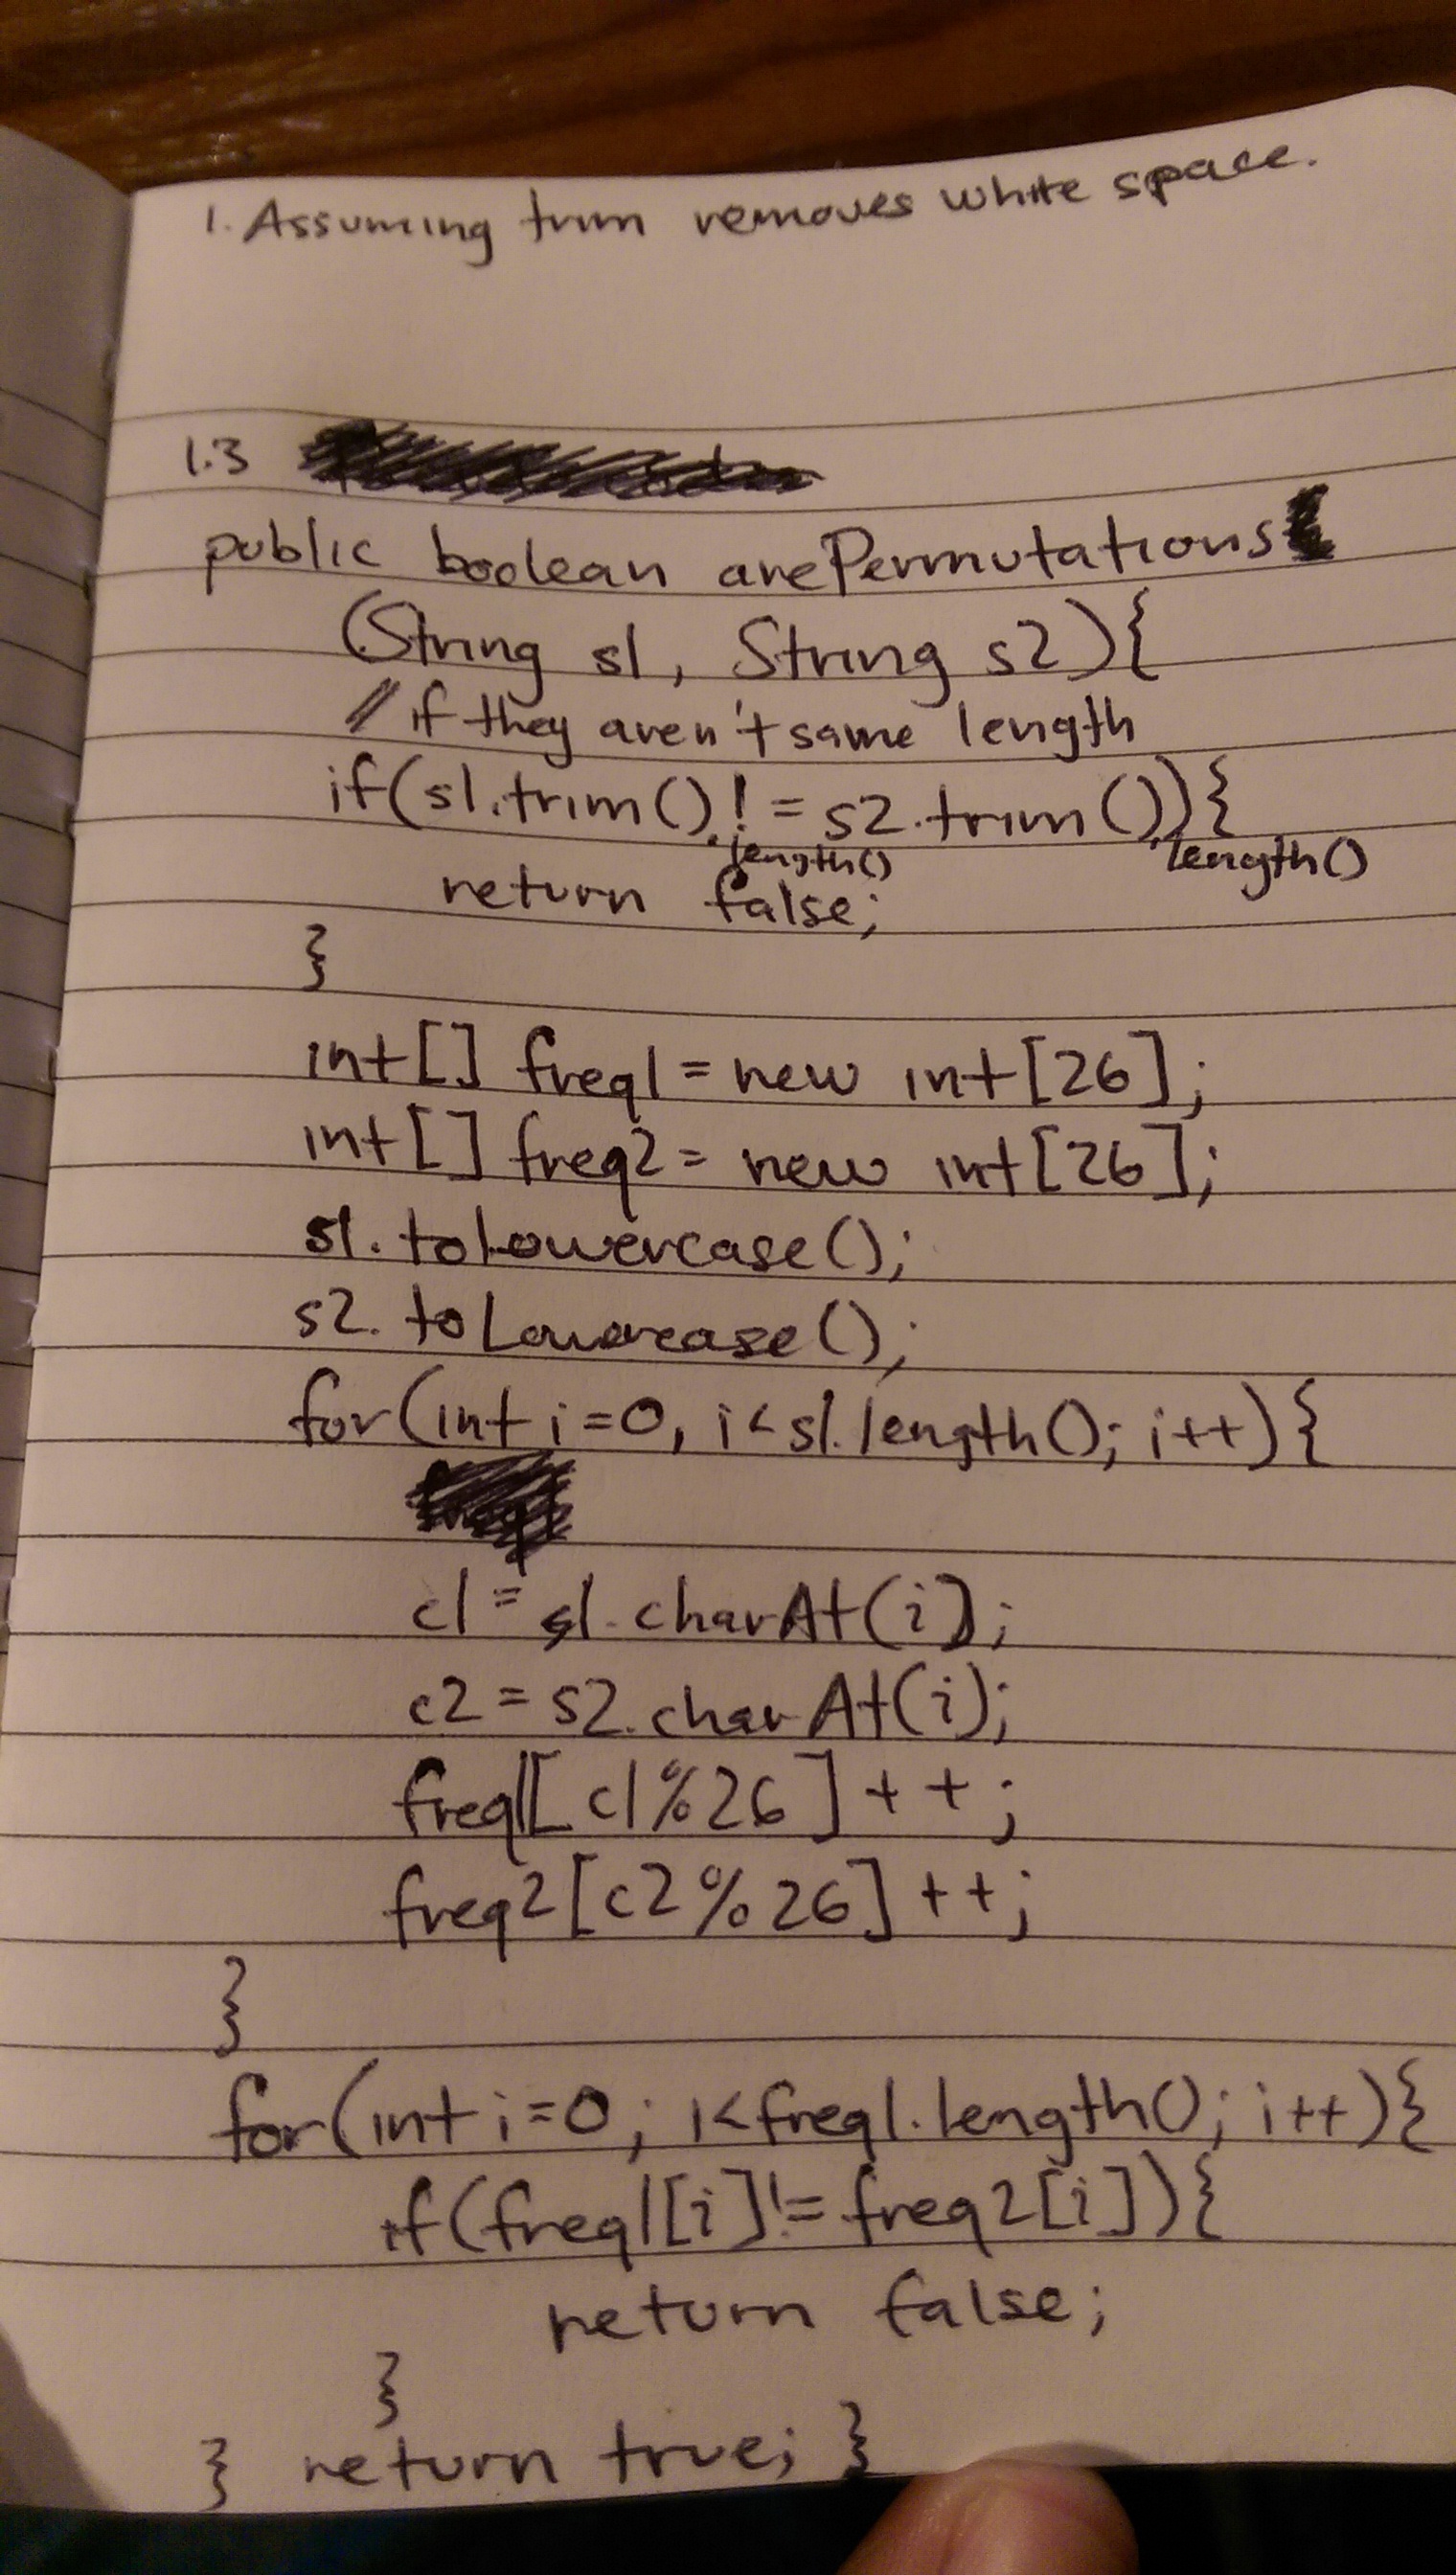 1. Assuming trim removes white space.
1.3
public boolean arePermutations
(String s1, String s2){
// if they aren't same length
if(s1.trim().length() != s2.trim().length()){
return false;
}
int[] freq1 = new int[26];
int[] freq2 = new int[26];
s1.toLowercase();
s2.toLowercase();
for(int i=0, i<s1.length(); i++){
c1 = s1.charAt(i);
c2 = s2.charAt(i);
freq1[c1%26]++;
freq2[c2%26]++;
}
for(int i=0; i<freq1.length(); i++){
if(freq1[i]!=freq2[i]){
return false;
}
} return true; }